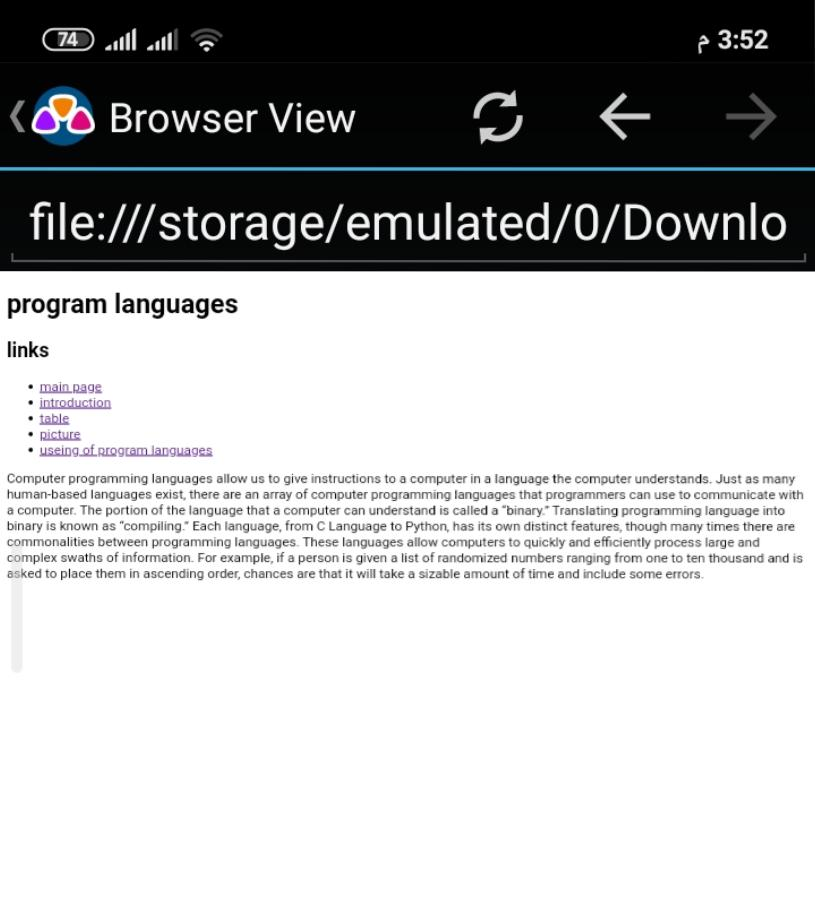 74
م 3:52
Browser View
file:///storage/emulated/0/Downlo
program languages
links
main page
introduction
table
picture
useing of program languages
Computer programming languages allow us to give instructions to a computer in a language the computer understands. Just as many
human-based languages exist, there are an array of computer programming languages that programmers can use to communicate with
a computer. The portion of the language that a computer can understand is called a “binary.” Translating programming language into
binary is known as “compiling.” Each language, from C Language to Python, has its own distinct features, though many times there are
commonalities between programming languages. These languages allow computers to quickly and efficiently process large and
complex swaths of information. For example, if a person is given a list of randomized numbers ranging from one to ten thousand and is
asked to place them in ascending order, chances are that it will take a sizable amount of time and include some errors.